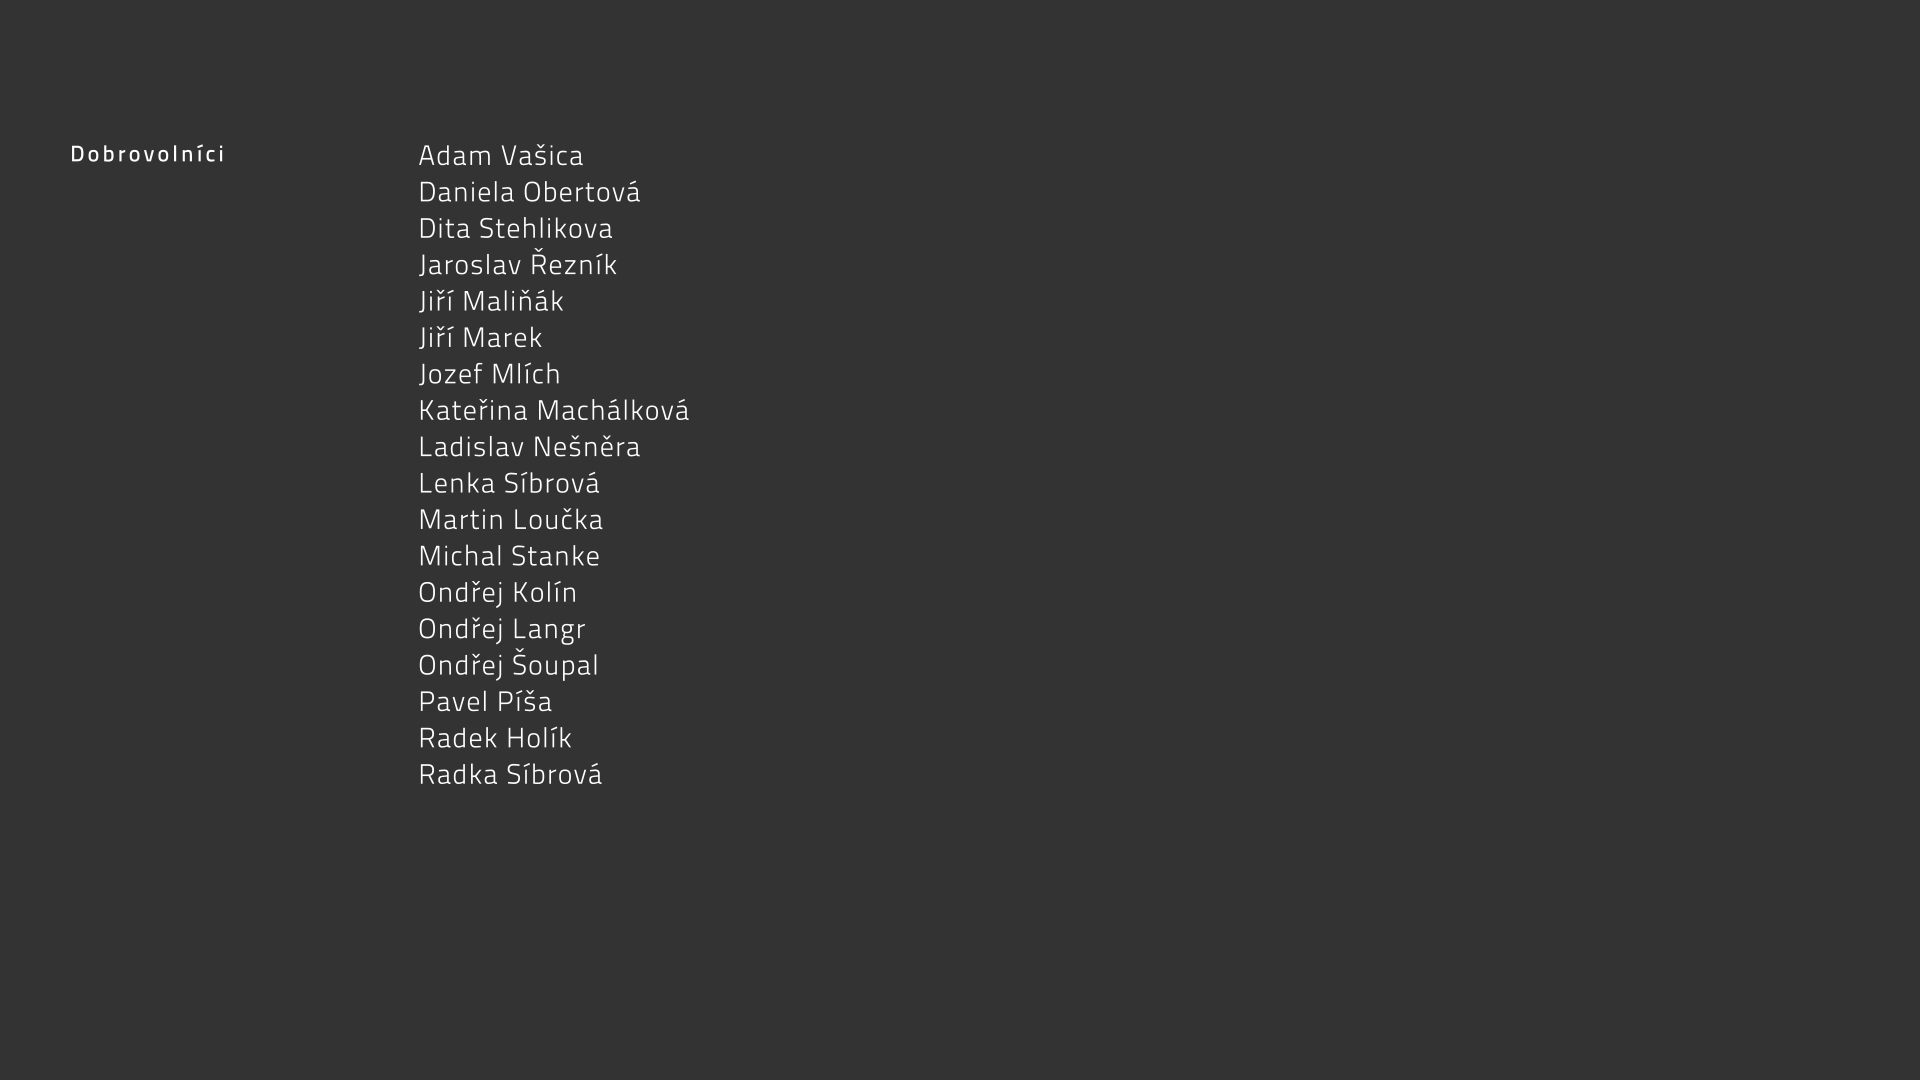 Dobrovolníci
Adam Vašica
Daniela Obertová
Dita Stehlikova
Jaroslav Řezník
Jiří Maliňák
Jiří Marek
Jozef Mlích
Kateřina Machálková
Ladislav Nešněra
Lenka Síbrová
Martin Loučka
Michal Stanke
Ondřej Kolín
Ondřej Langr
Ondřej Šoupal
Pavel Píša
Radek Holík
Radka Síbrová